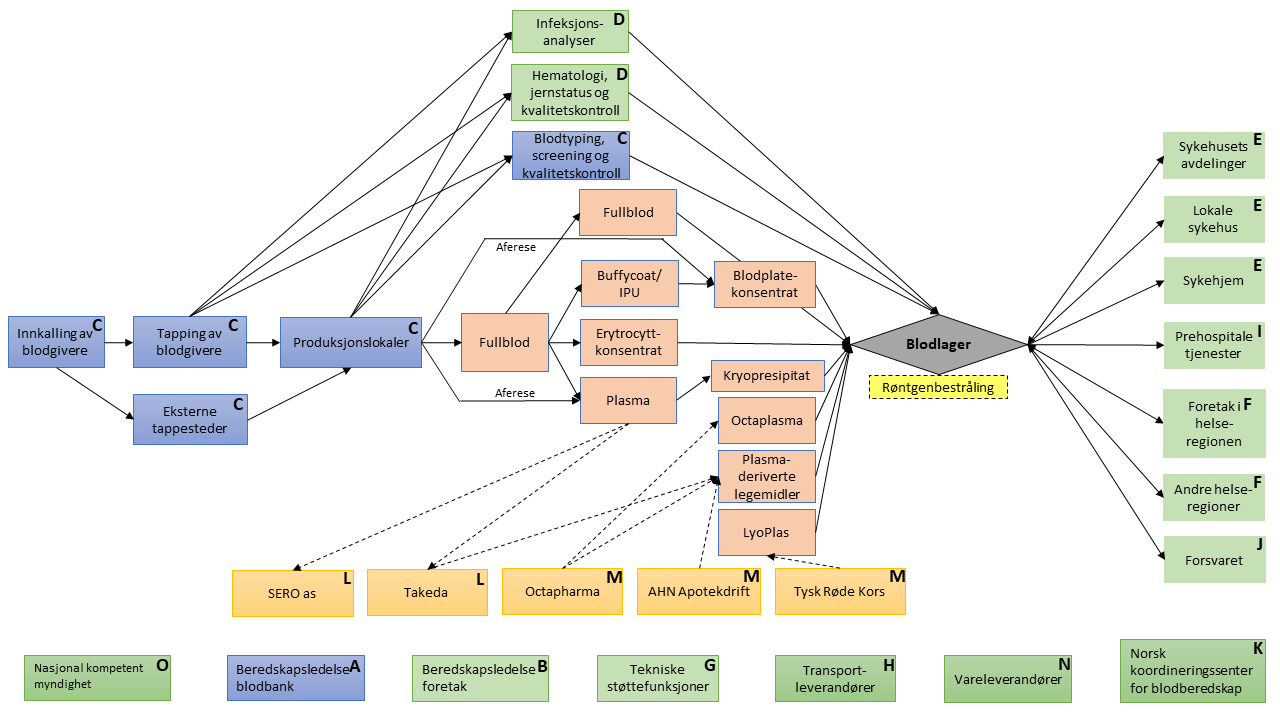 Infeksjons-
analyser
D
Hematologi,
jernstatus og
kvalitetskontroll
D
Blodtyping,
screening og
kvalitetskontroll
C
Fullblod
Aferese
Buffycoat/
IPU
Blodplate-
konsentrat
Innkalling av
blodgivere
C
Tapping av
blodgivere
C
Produksjonslokaler
C
Fullblod
Erytrocytt-
konsentrat
Eksterne
tappesteder
C
Aferese
Plasma
Kryopresipitat
Octaplasma
Plasma-
deriverte
legemidler
LyoPlas
Blodlager
Røntgenbestråling
Sykehusets
avdelinger
E
Lokale
sykehus
E
Sykehjem
E
Prehospitale
tjenester
I
Foretak i
helse-
regionen
F
Andre helse-
regioner
F
Forsvaret
J
SERO as
L
Takeda
L
Octapharma
M
AHN Apotekdrift
M
Tysk Røde Kors
M
Nasjonal kompetent
myndighet
O
Beredskapsledelse
blodbank
A
Beredskapsledelse
foretak
B
Tekniske
støttefunksjoner
G
Transport-
leverandører
H
Vareleverandører
N
Norsk
koordineringssenter
for blodberedskap
K